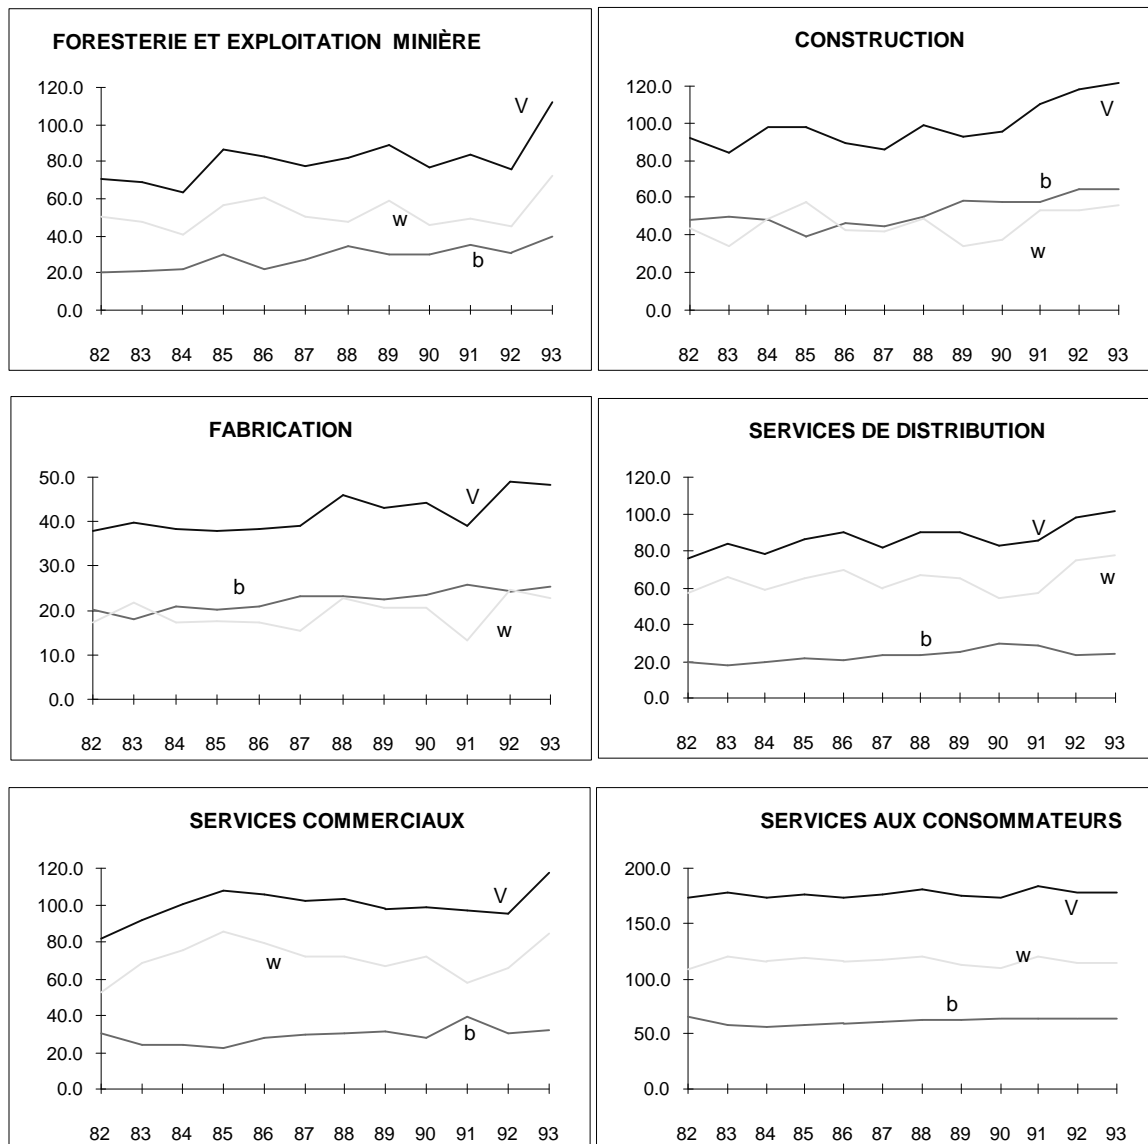 FORESTERIE ET EXPLOITATION MINIÈRE
120.0
100.0
80.0
60.0
40.0
20.0
0.0
V
w
b
82 83 84 85 86 87 88 89 90 91 92 93
CONSTRUCTION
120.0
100.0
80.0
60.0
40.0
20.0
0.0
V
b
w
82 83 84 85 86 87 88 89 90 91 92 93
FABRICATION
50.0
40.0
30.0
20.0
10.0
0.0
V
b
w
82 83 84 85 86 87 88 89 90 91 92 93
SERVICES DE DISTRIBUTION
120.0
100.0
80.0
60.0
40.0
20.0
0.0
V
w
b
82 83 84 85 86 87 88 89 90 91 92 93
SERVICES COMMERCIAUX
120.0
100.0
80.0
60.0
40.0
20.0
0.0
V
w
b
82 83 84 85 86 87 88 89 90 91 92 93
SERVICES AUX CONSOMMATEURS
200.0
150.0
100.0
50.0
0.0
V
w
b
82 83 84 85 86 87 88 89 90 91 92 93